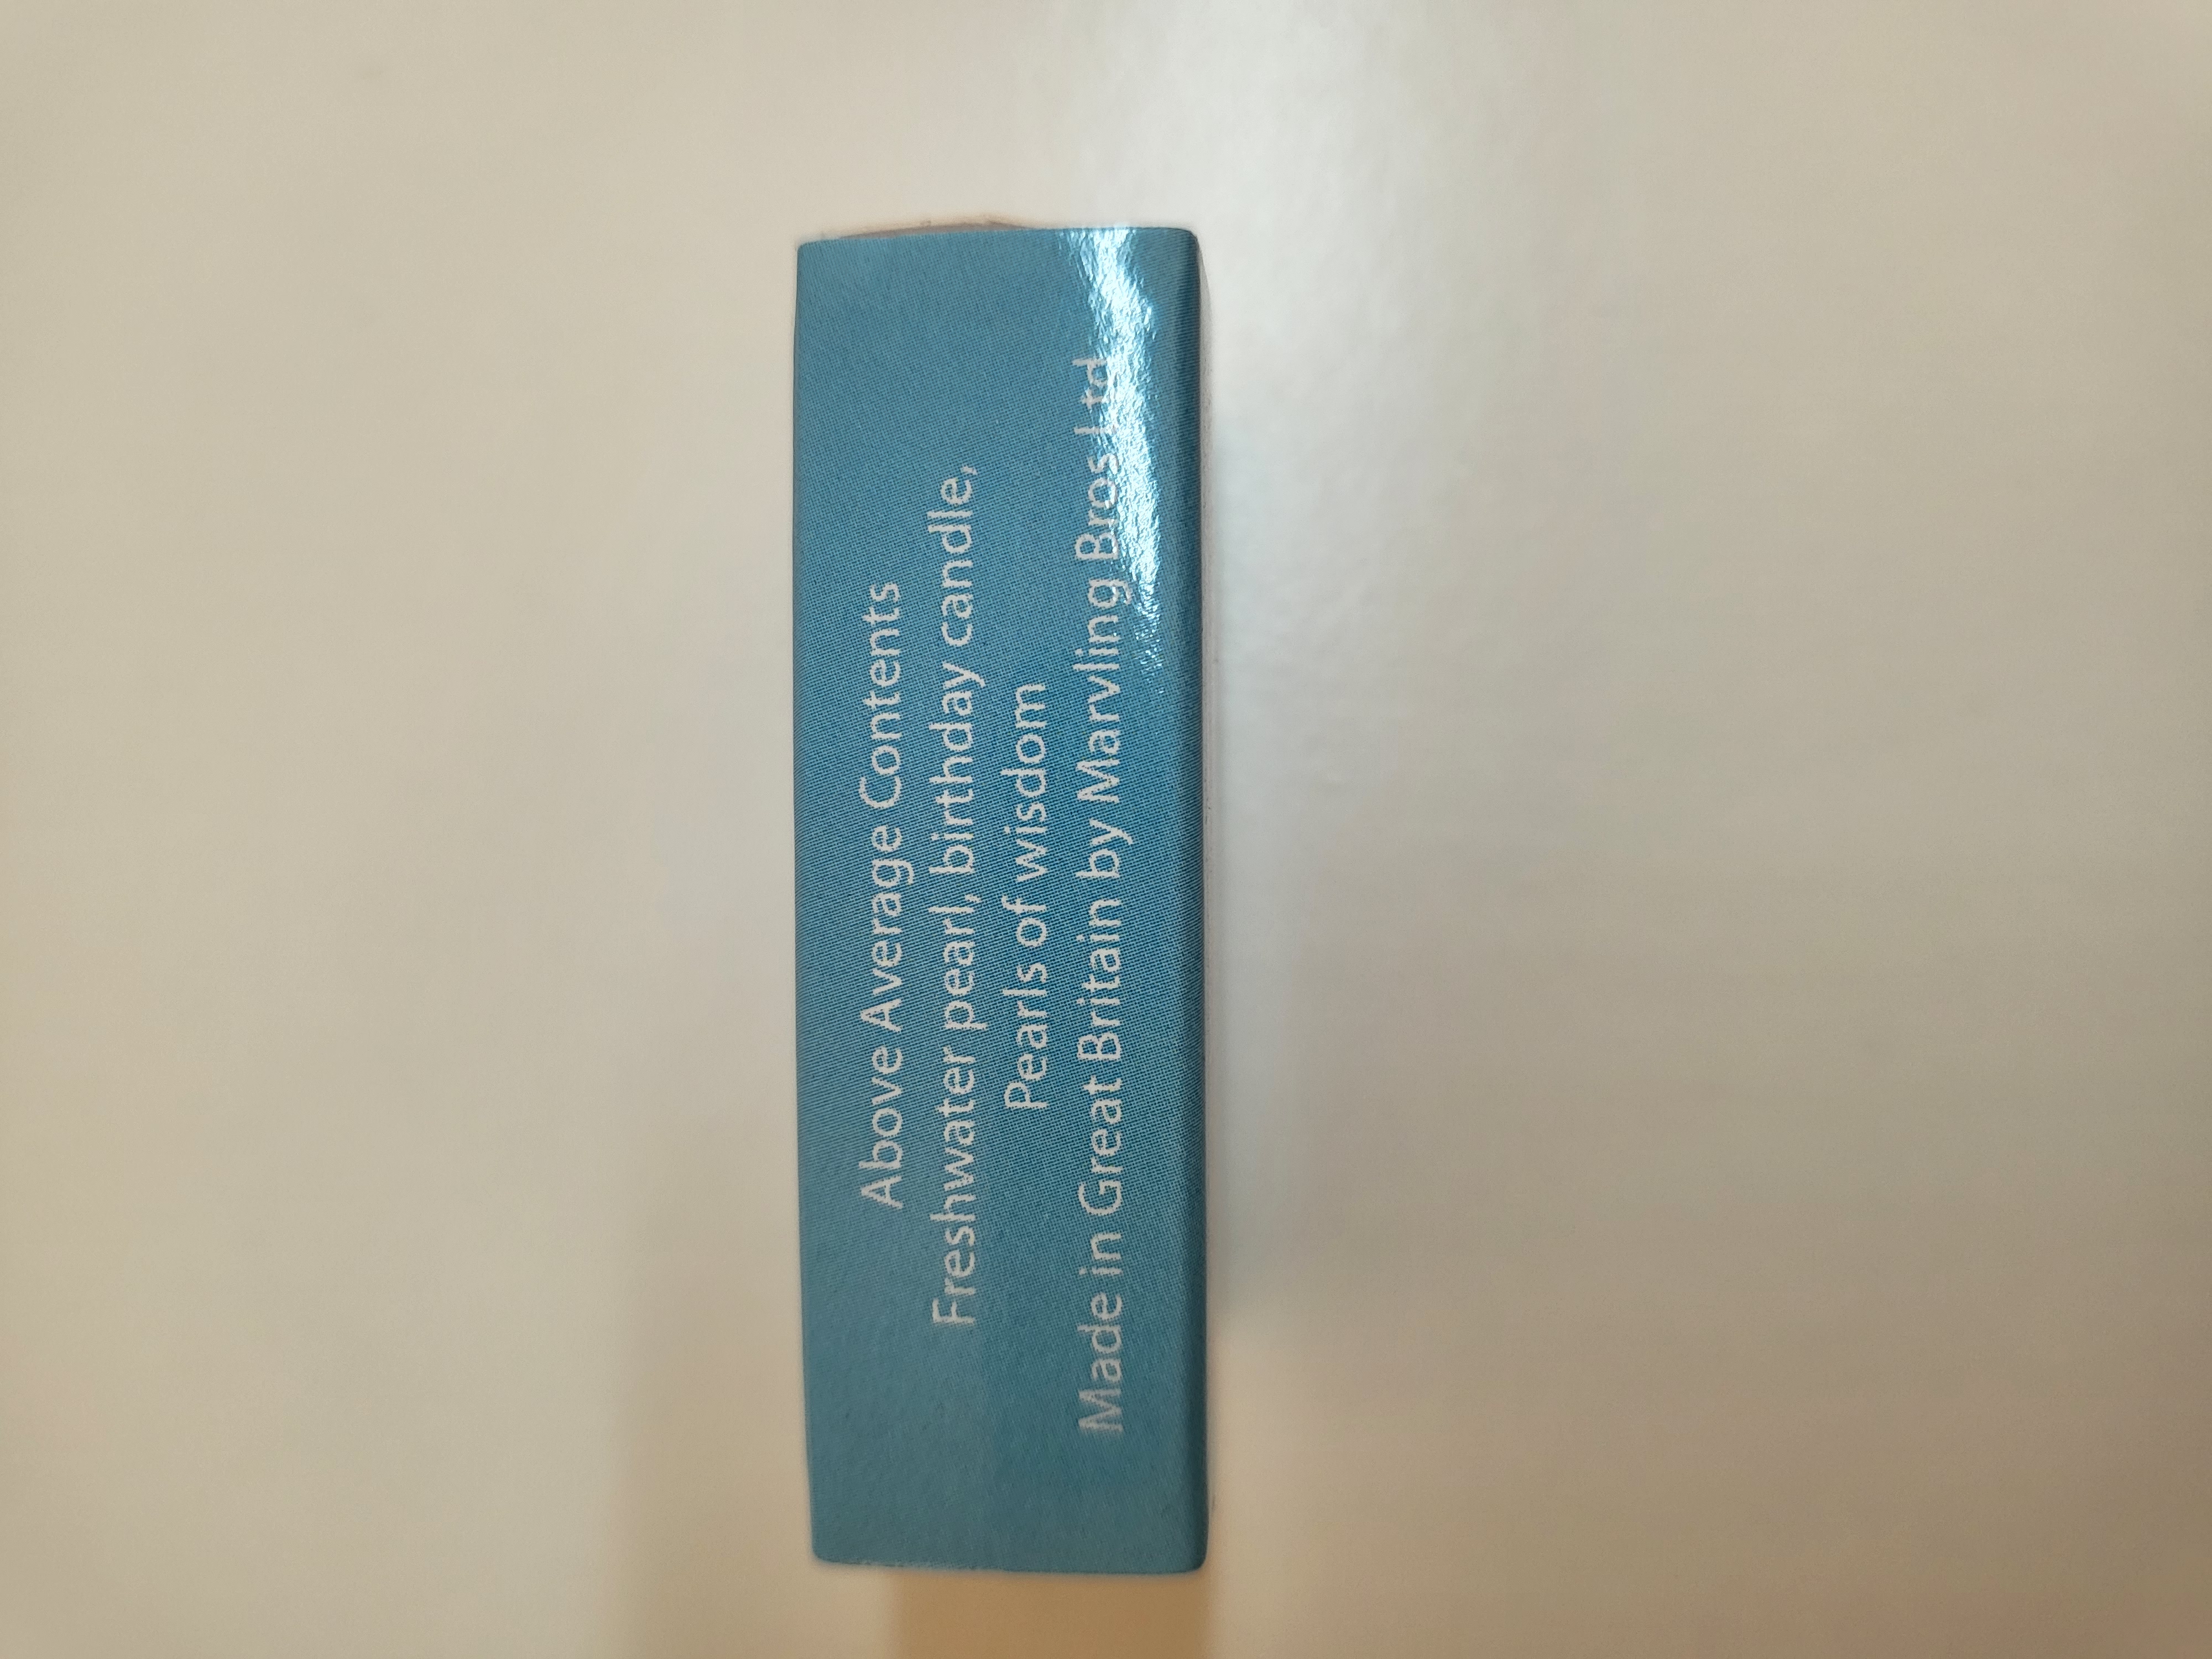 Above Average Contents
Freshwater pearl, birthday candle,
Pearls of wisdom
Made in Great Britain by Marvling Bros Ltd